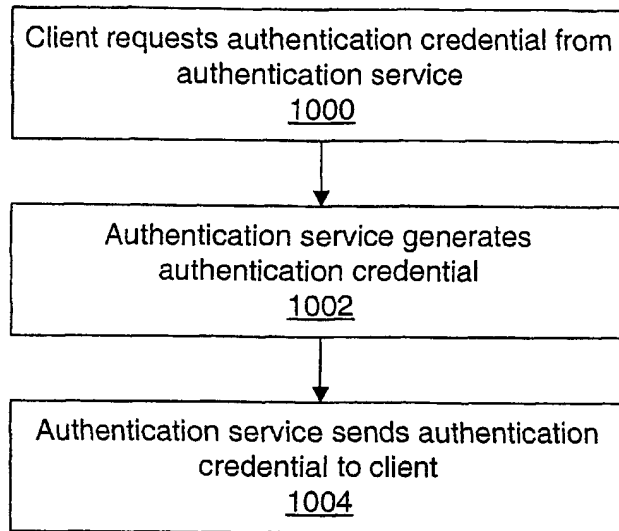 Client requests authentication credential from
authentication service
1000
Authentication service generates
authentication credential
1002
Authentication service sends authentication
credential to client
1004